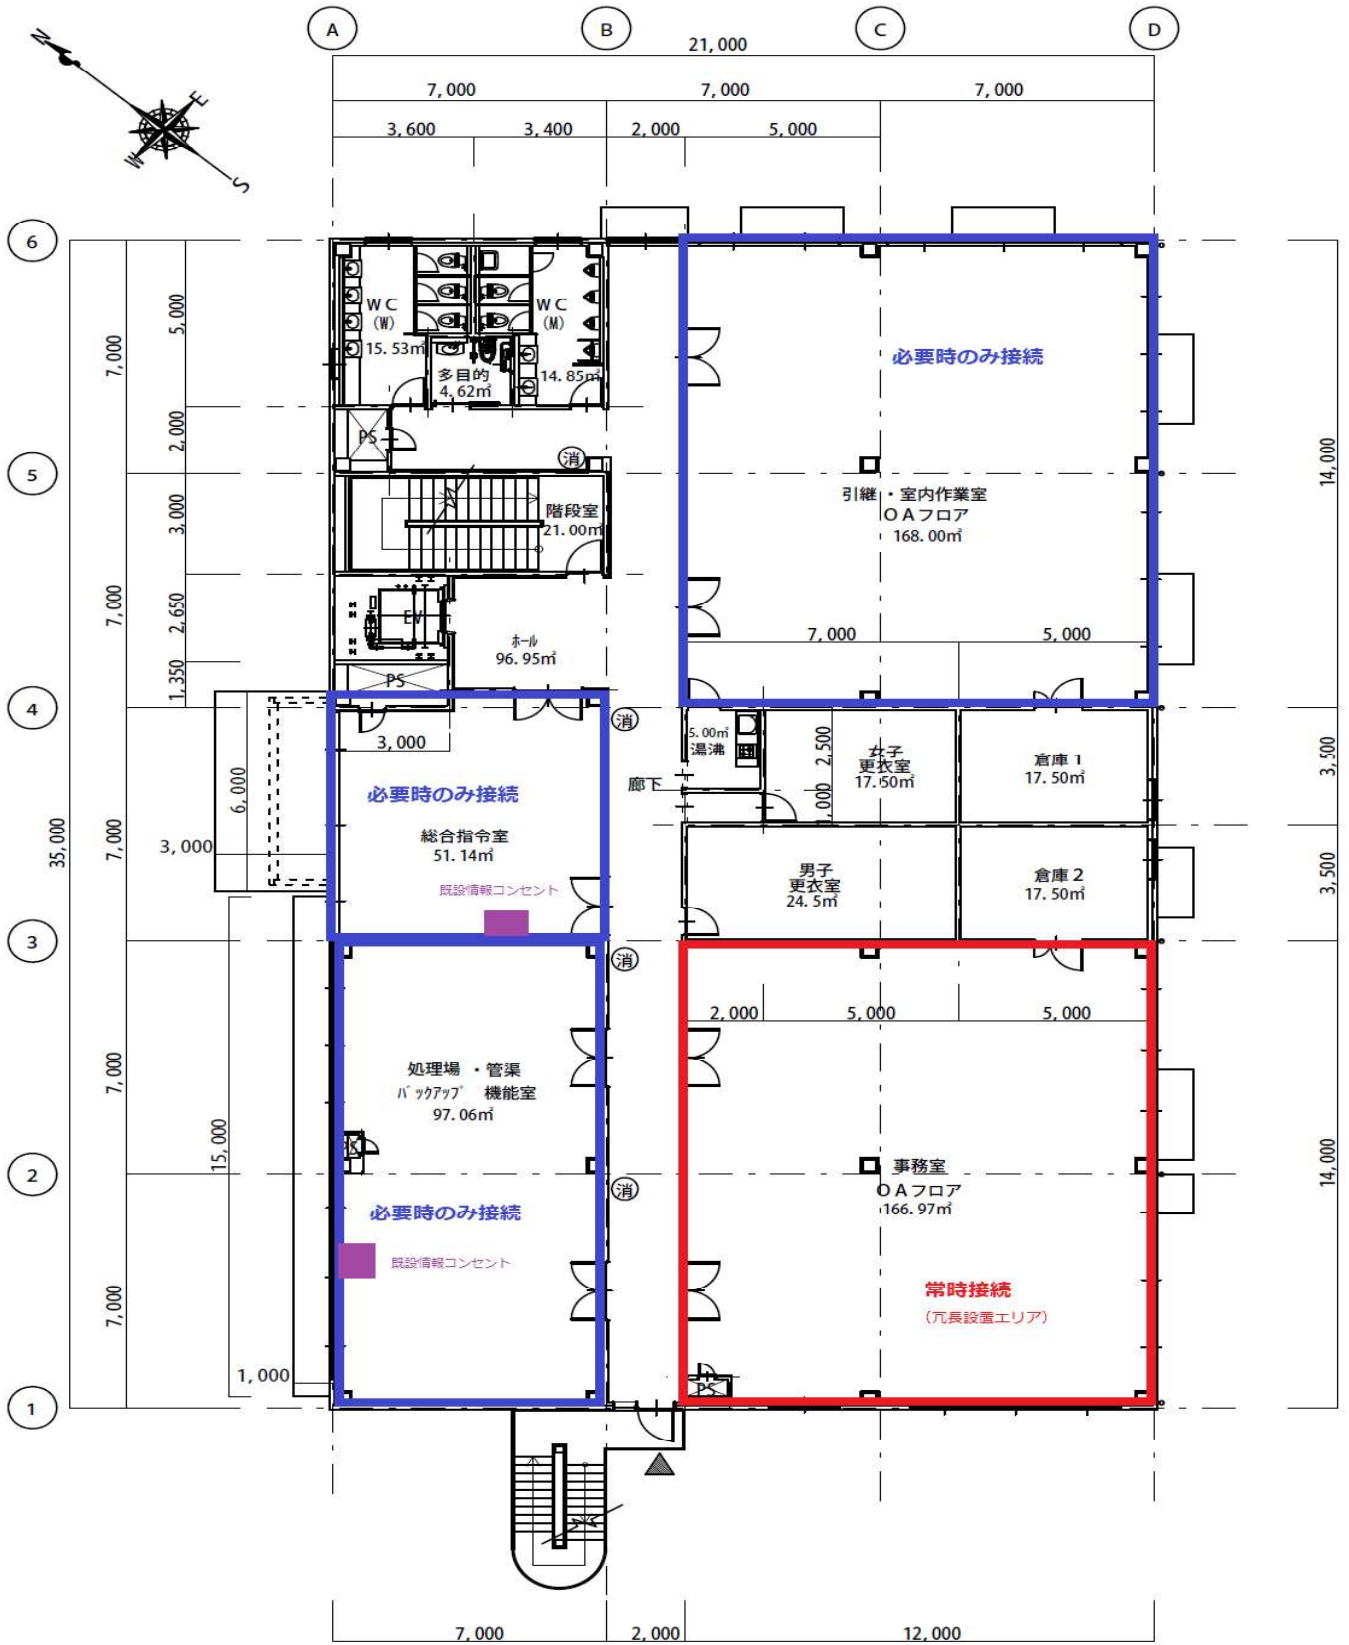 A
B
C
D
N
E
W
S
21,000
7,000
7,000
7,000
3,600
3,400
2,000
5,000
6
5
4
3
2
1
35,000
7,000
7,000
7,000
7,000
7,000
5,000
2,000
3,000
2,650
1,350
ＷＣ
(W)
15.53㎡
多目的
4.62㎡
ＷＣ
(M)
14.85㎡
PS
消
階段室
21.00㎡
EV
ホール
96.95㎡
PS
必要時のみ接続
引継・室内作業室
ＯＡフロア
168.00㎡
7,000
5,000
14,000
3,000
6,000
3,000
必要時のみ接続
総合指令室
51.14㎡
既設情報コンセント
消
廊下
5.00㎡
湯沸
2,500
1,000
女子
更衣室
17.50㎡
倉庫１
17.50㎡
3,500
男子
更衣室
24.5㎡
倉庫２
17.50㎡
3,500
消
処理場・管渠
バックアップ 機能室
97.06㎡
PS
必要時のみ接続
既設情報コンセント
15,000
1,000
消
2,000
5,000
5,000
事務室
ＯＡフロア
166.97㎡
常時接続
（冗長設置エリア）
PS
14,000
7,000
2,000
12,000